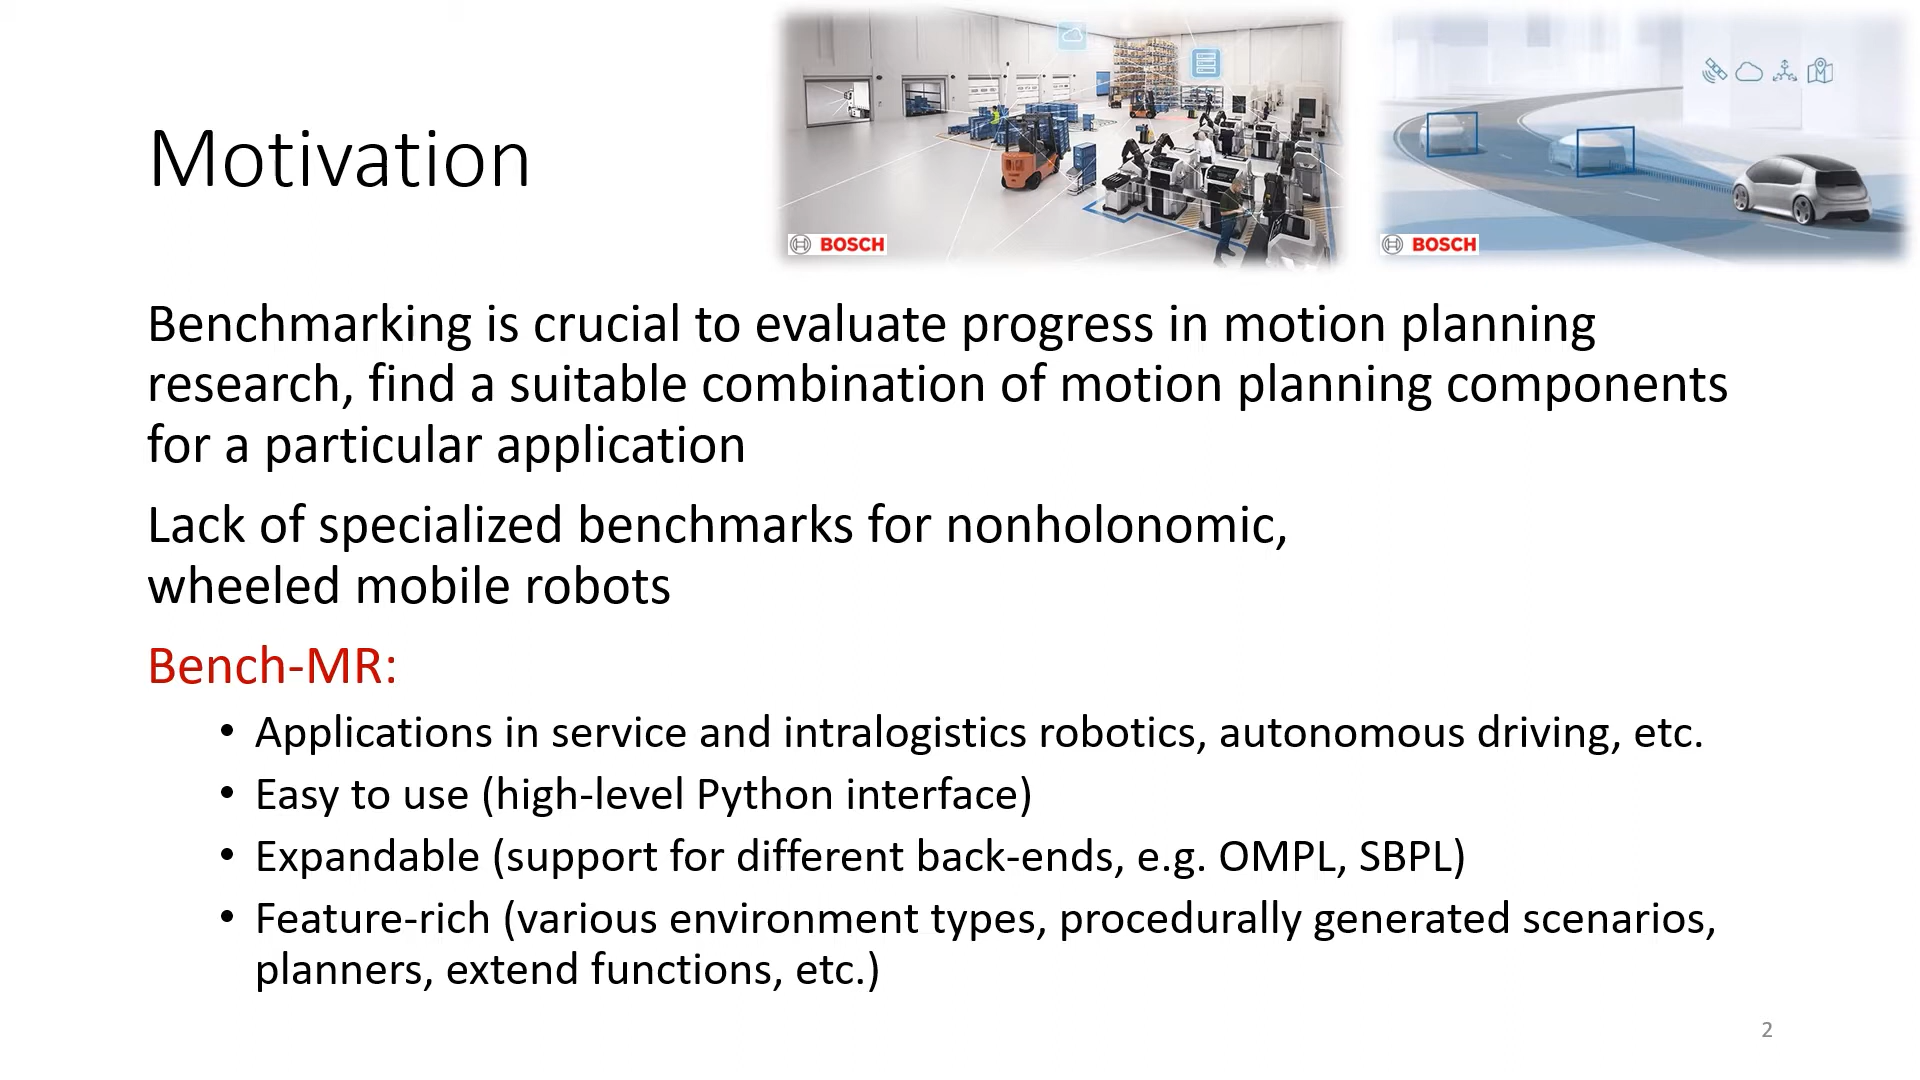 Motivation
BOSCH
BOSCH
Benchmarking is crucial to evaluate progress in motion planning
research, find a suitable combination of motion planning components
for a particular application
Lack of specialized benchmarks for nonholonomic,
wheeled mobile robots
Bench-MR:
• Applications in service and intralogistics robotics, autonomous driving, etc.
• Easy to use (high-level Python interface)
• Expandable (support for different back-ends, e.g. OMPL, SBPL)
• Feature-rich (various environment types, procedurally generated scenarios,
planners, extend functions, etc.)
2